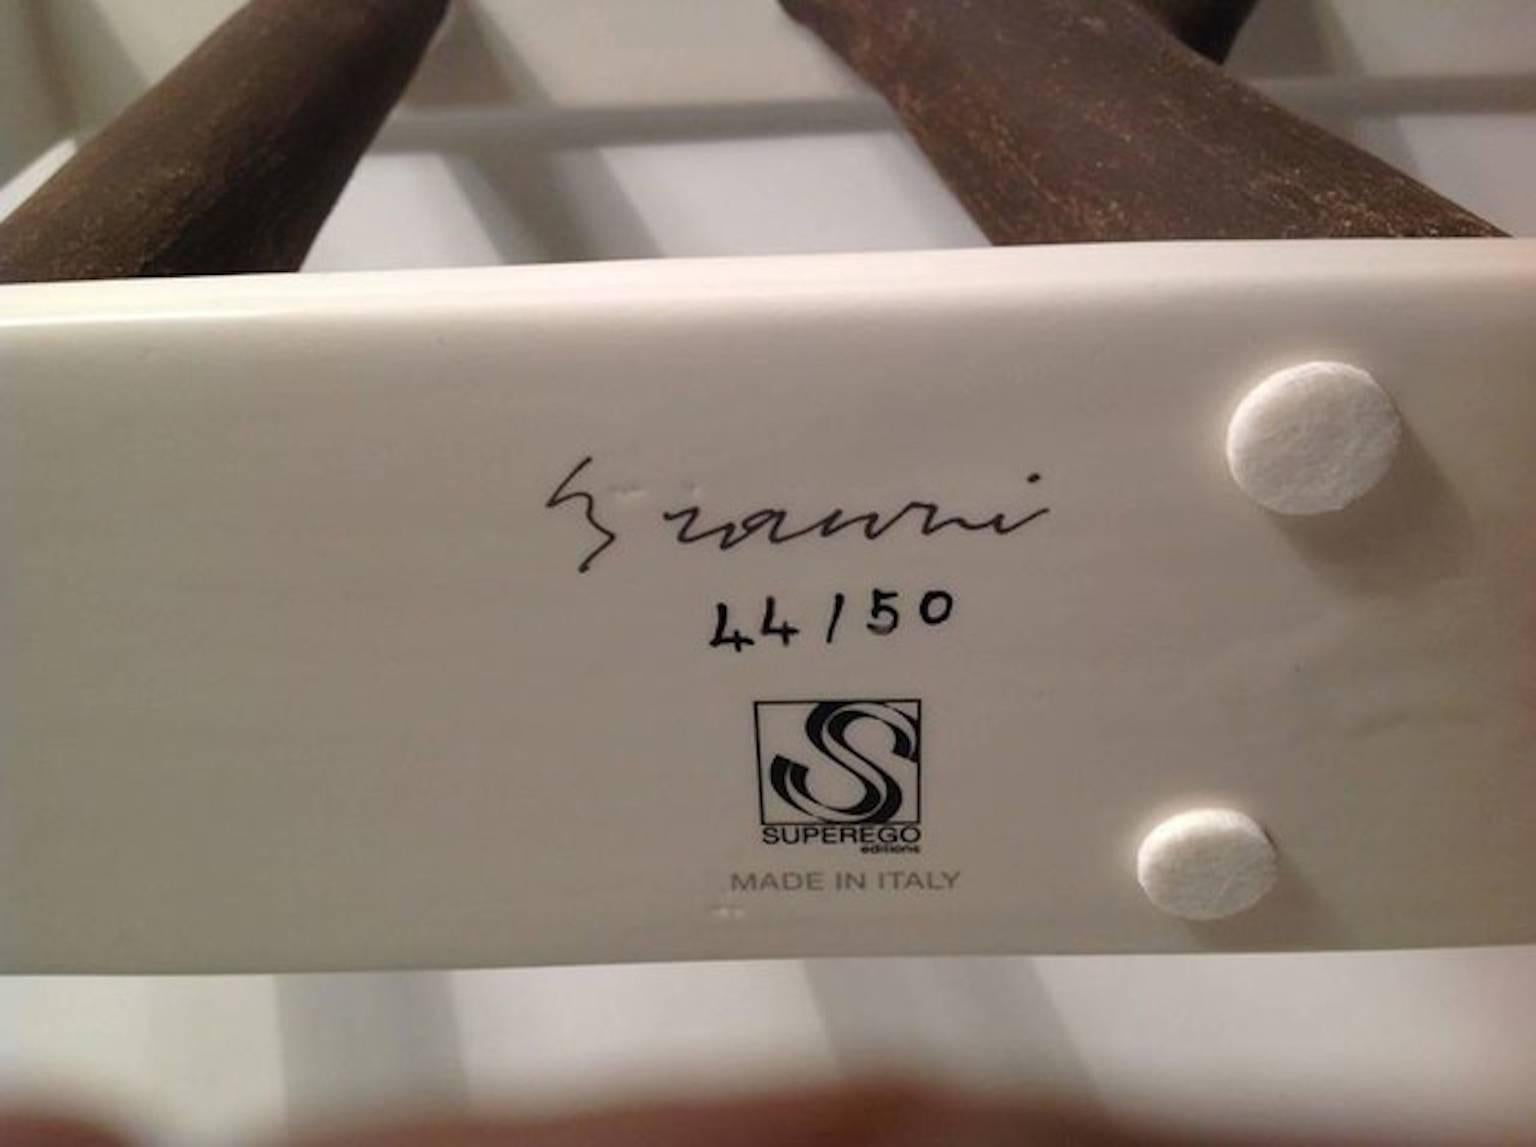 44/50
S
SUPEREGO
editions
MADE IN ITALY